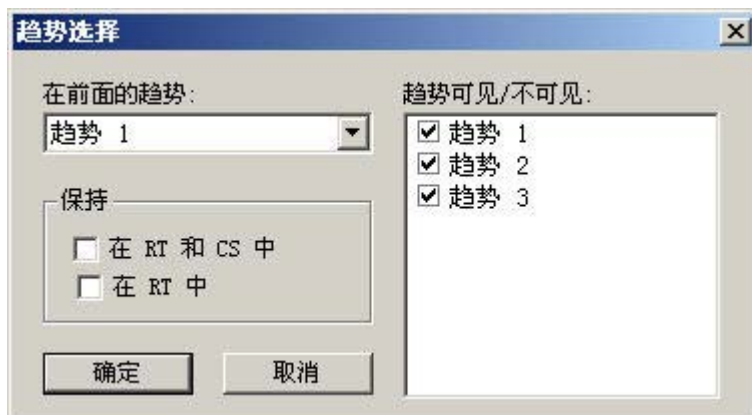 趋势选择
在前面的趋势:
趋势 1
保持
在 RT 和 CS 中
在 RT 中
确定
取消
趋势可见/不可见:
趋势 1
趋势 2
趋势 3